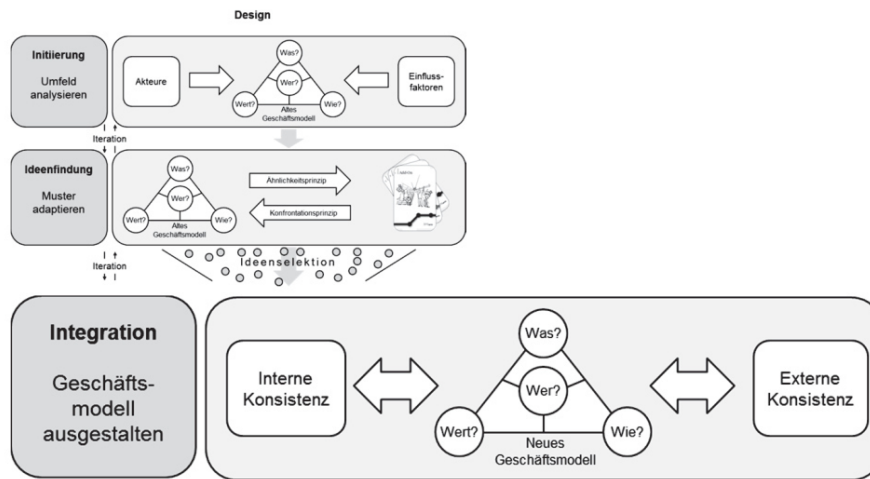 Design
Initiierung
Umfeld
analysieren
Akteure
Was?
Wer?
Wert?
Wie?
Altes
Geschäftsmodell
Einfluss-
faktoren
Iteration
Ideenfindung
Muster
adaptieren
Was?
Wer?
Wert?
Wie?
Altes
Geschäftsmodell
Ähnlichkeitsprinzip
Konfrontationsprinzip
Iteration
Ideenselektion
Integration
Geschäfts-
modell
ausgestalten
Interne
Konsistenz
Was?
Wer?
Wert?
Wie?
Neues
Geschäftsmodell
Externe
Konsistenz